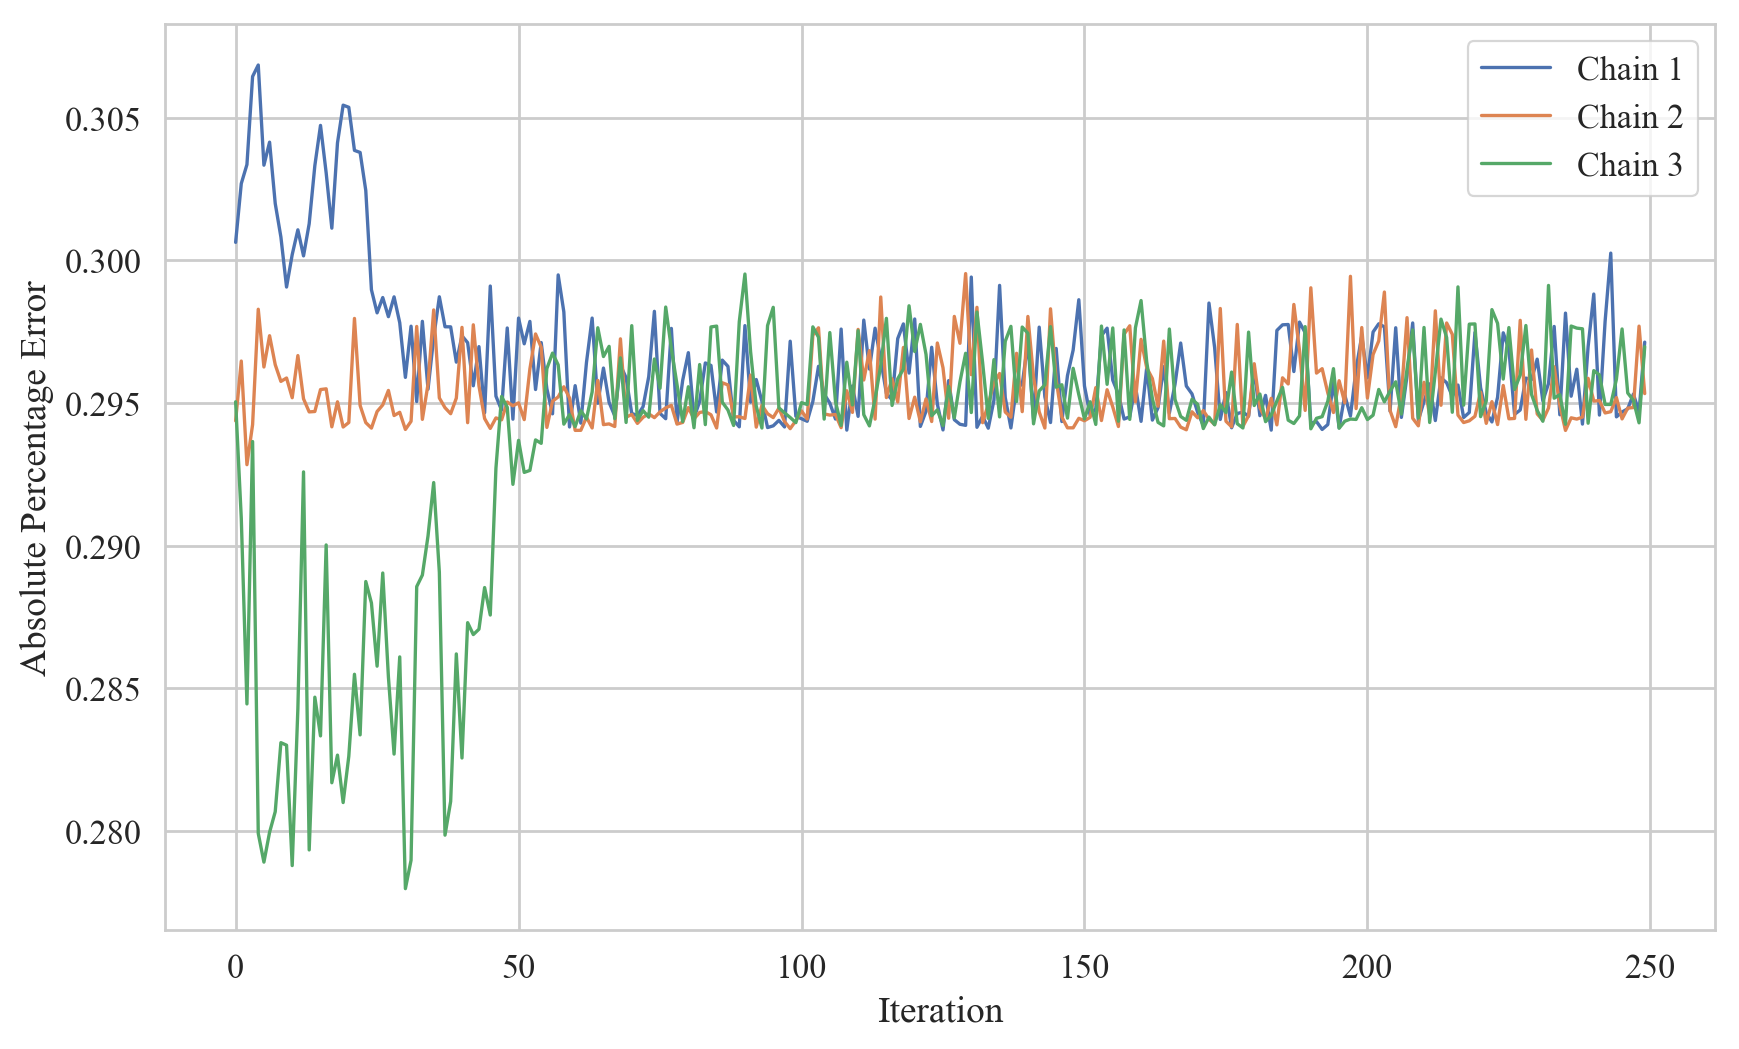 Chain 1
Chain 2
Chain 3
0.305
0.300
0.295
0.290
0.285
0.280
Absolute Percentage Error
0 50 100 150 200 250
Iteration